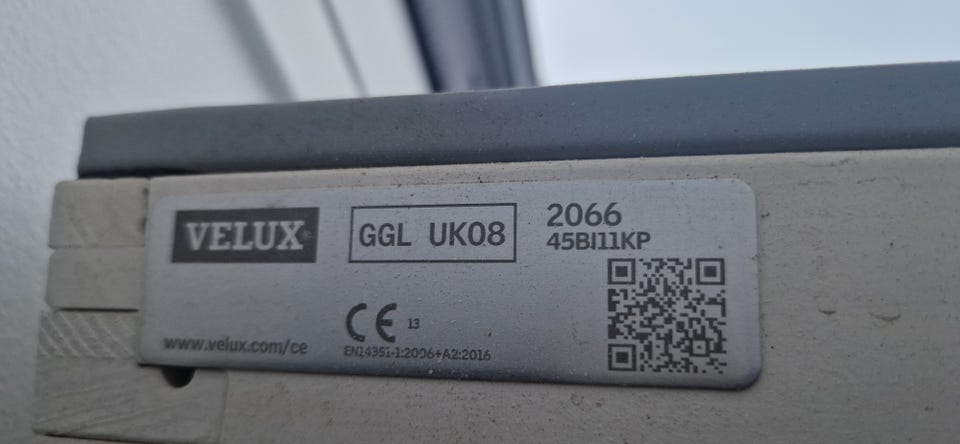 VELUX®
GGL UK08
2066
45BI11KP
CE 13
www.velux.com/ce
EN14351-1:2006+A2:2016